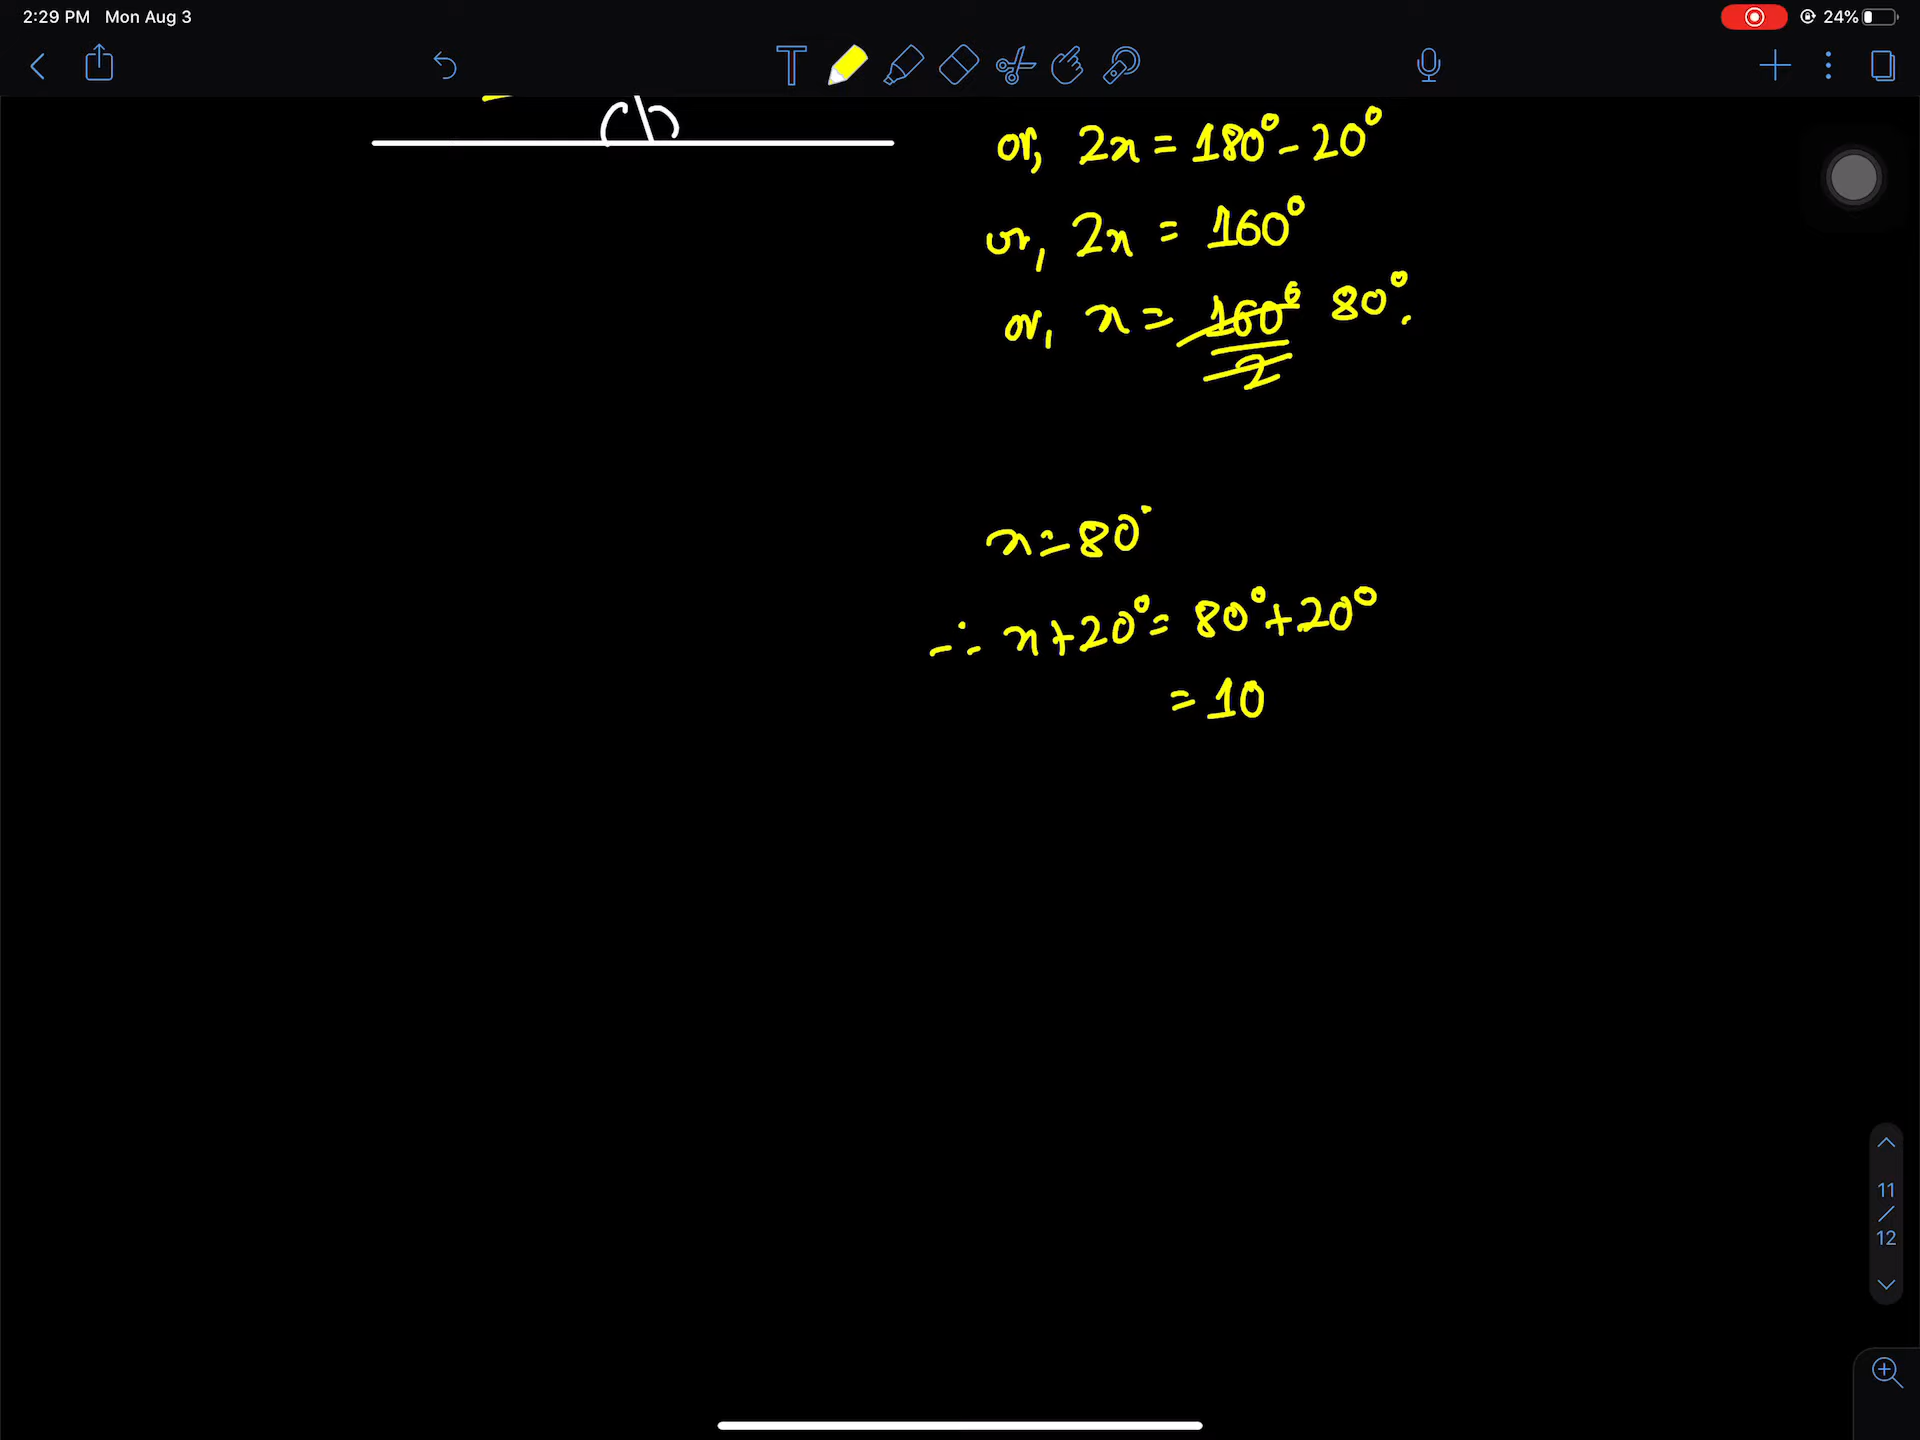 2:29 PM Mon Aug 3
24%
or, 2x = 180° - 20°
or, 2x = 160°
or, x = 160°/2 80°.
x = 80°
∴ x + 20° = 80° + 20°
= 10
11
/
12